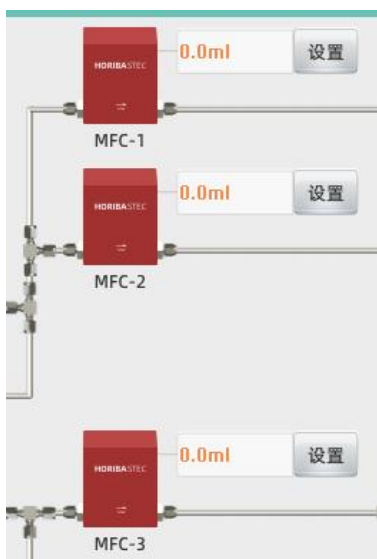 0.0ml 设置
HORIBASTEC
MFC-1
0.0ml 设置
HORIBASTEC
MFC-2
0.0ml 设置
HORIBASTEC
MFC-3